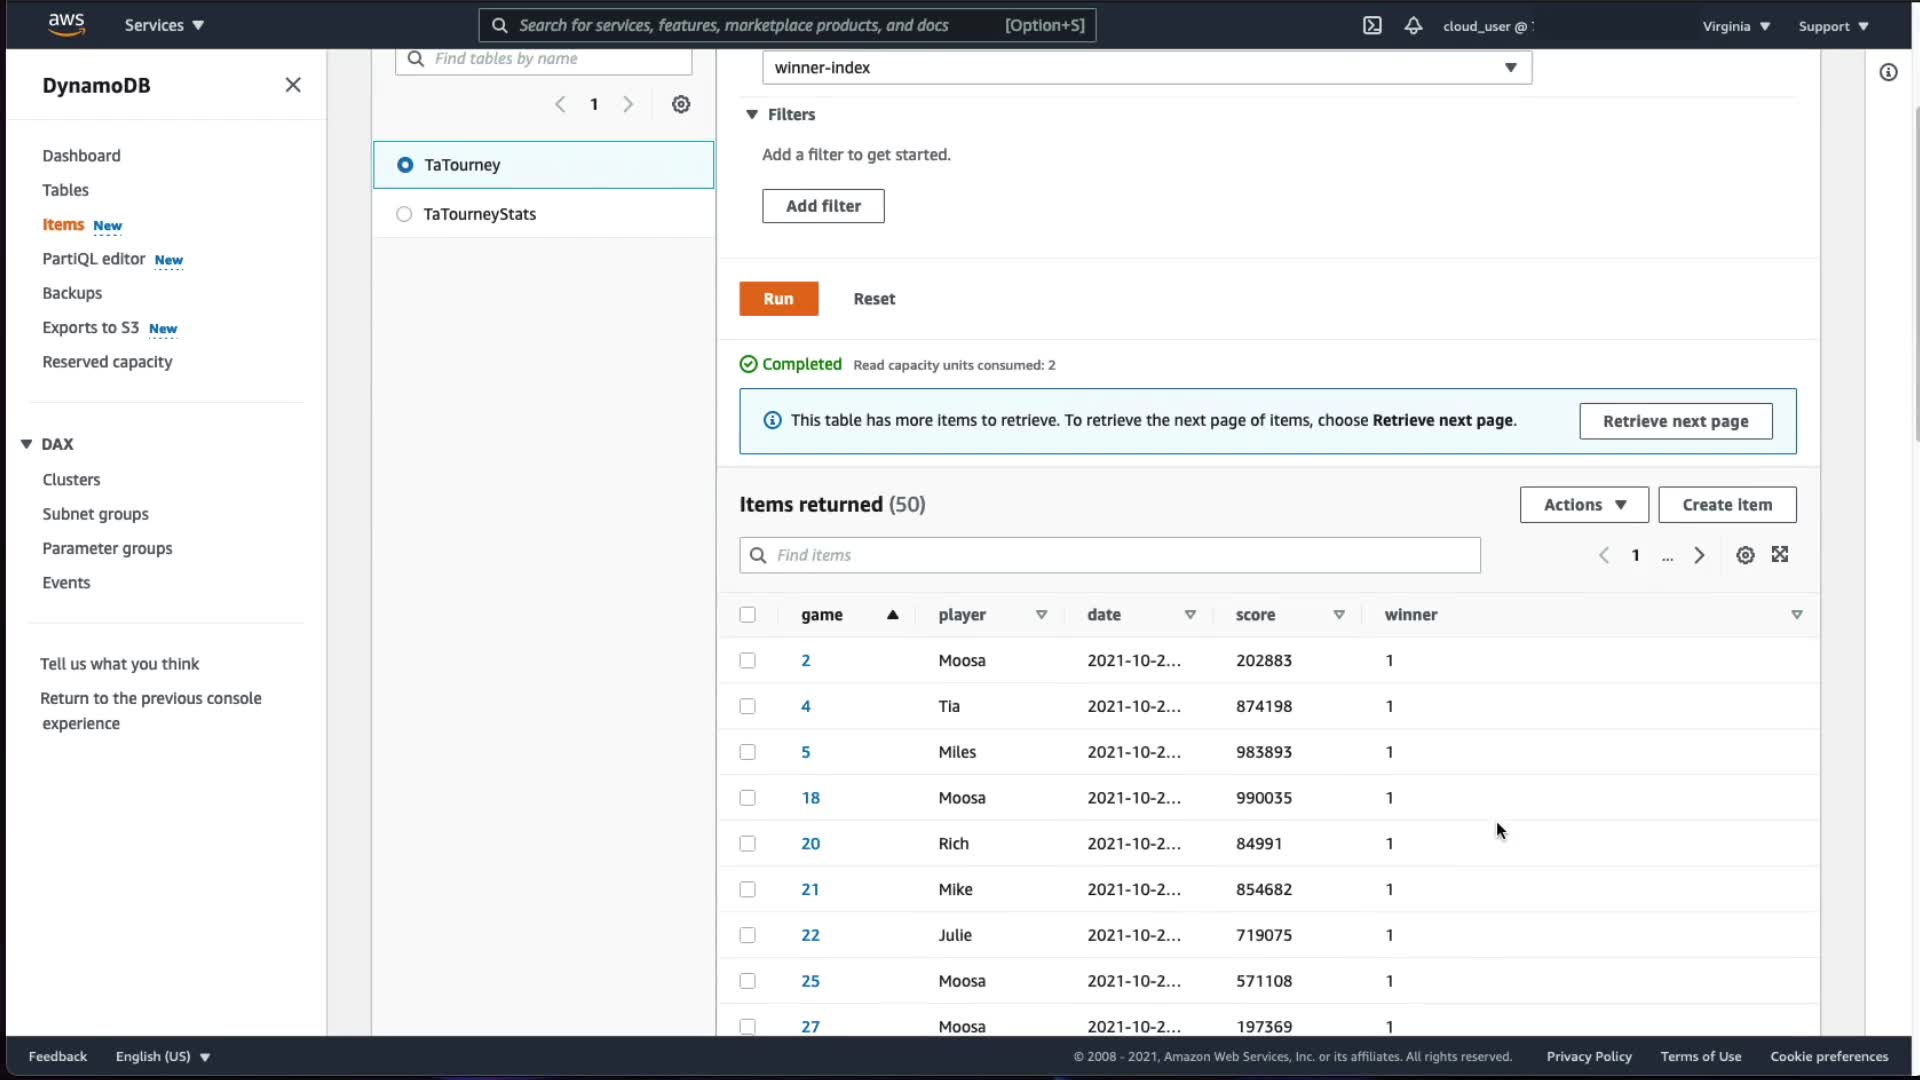 aws Services ▼ Search for services, features, marketplace products, and docs [Option+S] cloud_user @ Virginia ▼ Support ▼
DynamoDB
Dashboard
Tables
Items New
PartiQL editor New
Backups
Exports to S3 New
Reserved capacity
▼ DAX
Clusters
Subnet groups
Parameter groups
Events
Tell us what you think
Return to the previous console
experience
Find tables by name
1
TaTourney
TaTourneyStats
winner-index
▼ Filters
Add a filter to get started.
Add filter
Run Reset
Completed Read capacity units consumed: 2
This table has more items to retrieve. To retrieve the next page of items, choose Retrieve next page. Retrieve next page
Items returned (50) Actions ▼ Create item
Find items 1 ...
game player date score winner
2 Moosa 2021-10-2... 202883 1
4 Tia 2021-10-2... 874198 1
5 Miles 2021-10-2... 983893 1
18 Moosa 2021-10-2... 990035 1
20 Rich 2021-10-2... 84991 1
21 Mike 2021-10-2... 854682 1
22 Julie 2021-10-2... 719075 1
25 Moosa 2021-10-2... 571108 1
27 Moosa 2021-10-2... 197369 1
Feedback English (US) ▼ © 2008 - 2021, Amazon Web Services, Inc. or its affiliates. All rights reserved. Privacy Policy Terms of Use Cookie preferences